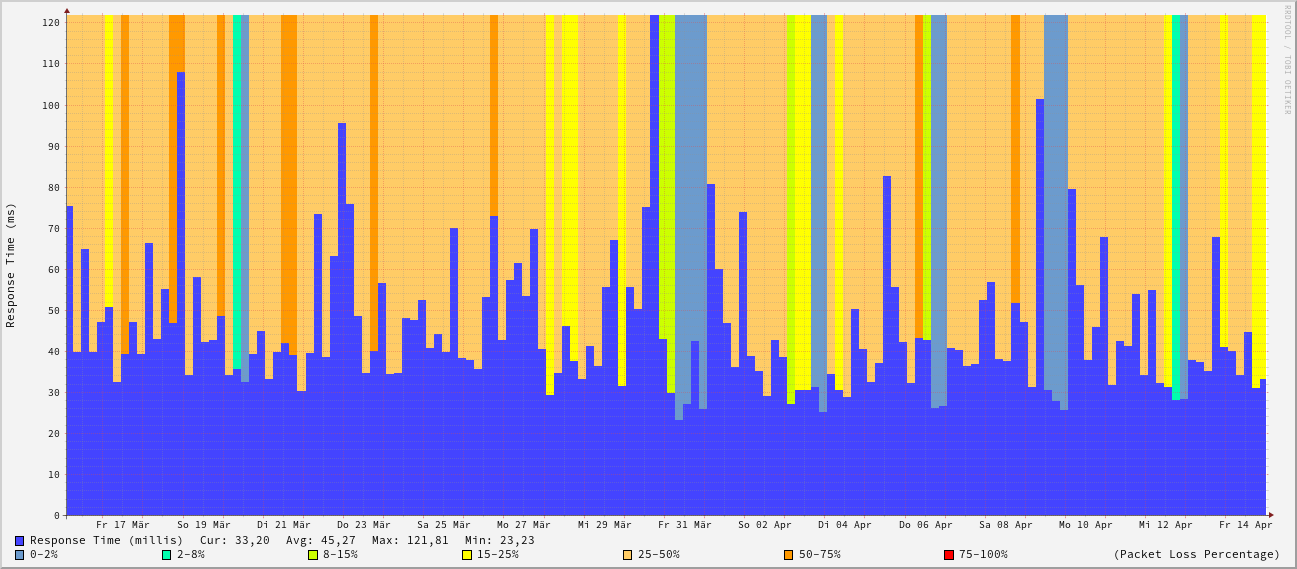 RRDTOOL / TOBI OETIKER
Response Time (ms)
120
110
100
90
80
70
60
50
40
30
20
10
0
Fr 17 Mär So 19 Mär Di 21 Mär Do 23 Mär Sa 25 Mär Mo 27 Mär Mi 29 Mär Fr 31 Mär So 02 Apr Di 04 Apr Do 06 Apr Sa 08 Apr Mo 10 Apr Mi 12 Apr Fr 14 Apr
Response Time (millis) Cur: 33,20 Avg: 45,27 Max: 121,81 Min: 23,23
0-2% 2-8% 8-15% 15-25% 25-50% 50-75% 75-100% (Packet Loss Percentage)